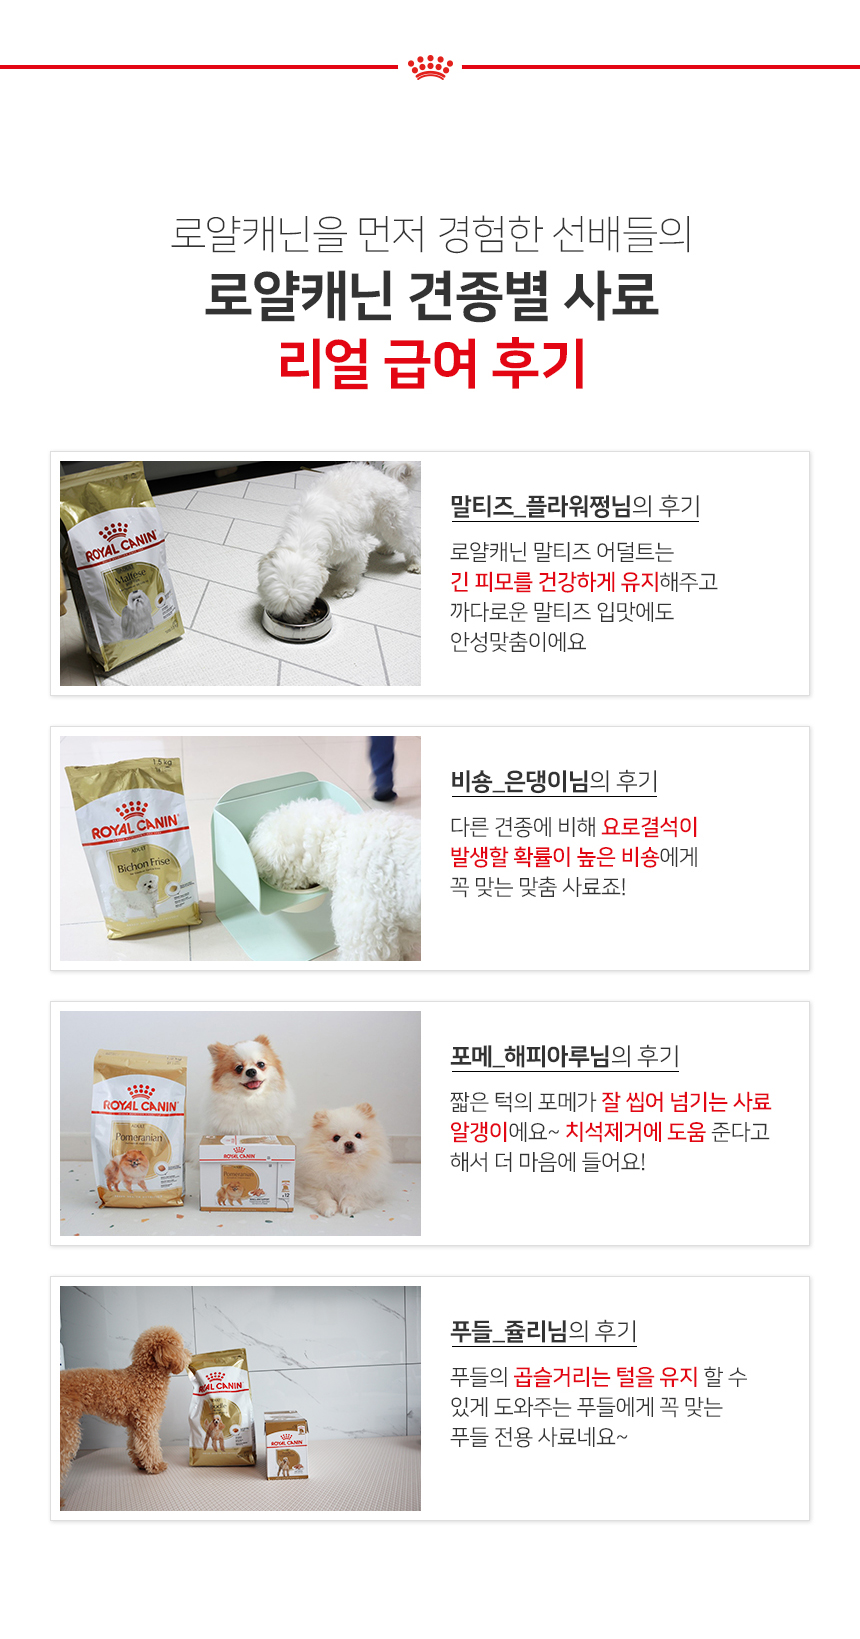 로얄캐닌을 먼저 경험한 선배들의
로얄캐닌 견종별 사료
리얼 급여 후기
ROYAL CANIN
Maltese
말티즈_플라워쩡님의 후기
로얄캐닌 말티즈 어덜트는
긴 피모를 건강하게 유지해주고
까다로운 말티즈 입맛에도
안성맞춤이에요
1.5 kg
ROYAL CANIN
ADULT
Bichon Frise
비숑_은댕이님의 후기
다른 견종에 비해 요로결석이
발생할 확률이 높은 비숑에게
꼭 맞는 맞춤 사료죠!
ROYAL CANIN
ADULT
Pomeranian
ROYAL CANIN
Pomeranian
x12
포메_해피아루님의 후기
짧은 턱의 포메가 잘 씹어 넘기는 사료
알갱이에요~ 치석제거에 도움 준다고
해서 더 마음에 들어요!
ROYAL CANIN
ROYAL CANIN
푸들_쥴리님의 후기
푸들의 곱슬거리는 털을 유지 할 수
있게 도와주는 푸들에게 꼭 맞는
푸들 전용 사료네요~